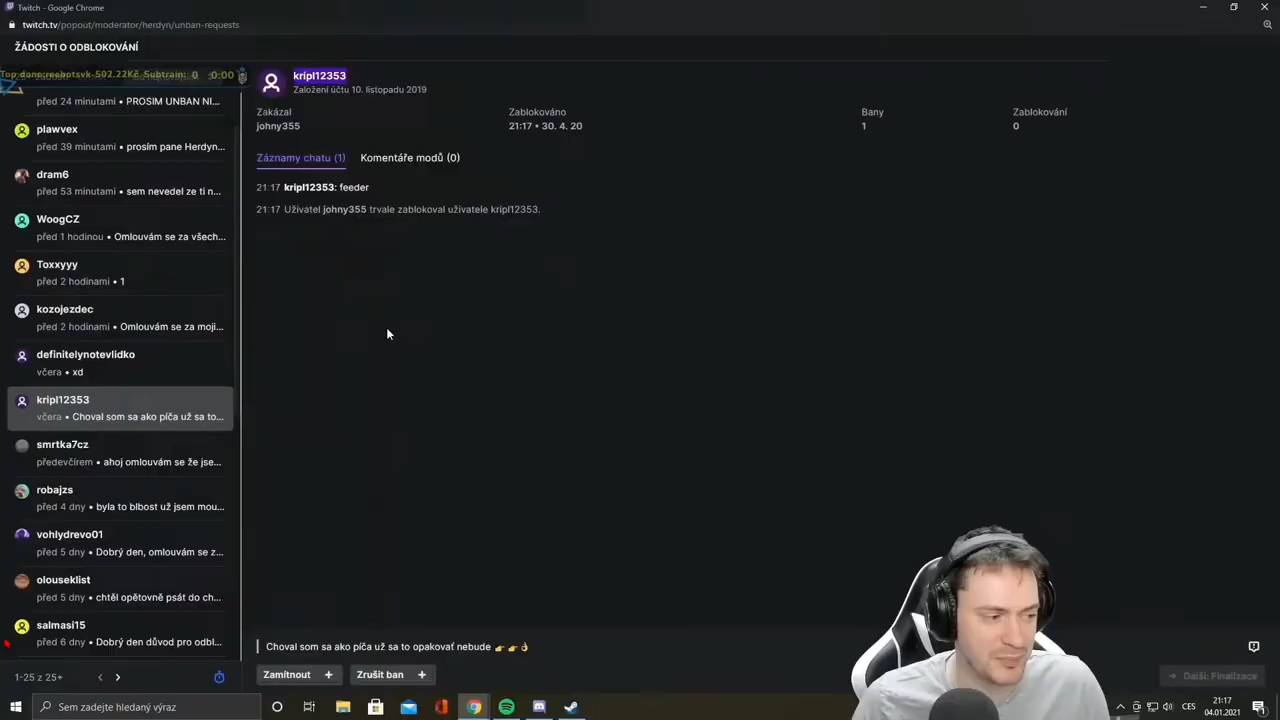 Twitch - Google Chrome
twitch.tv/popout/moderator/herdyn/unban-requests
ŽÁDOSTI O ODBLOKOVÁNÍ
0:00
před 24 minutami • PROSIM UNBAN NI...
plawvex
před 39 minutami • prosím pane Herdyn...
dram6
před 53 minutami • sem nevedel ze ti n...
WoogCZ
před 1 hodinou • Omlouvám se za všech...
Toxxyyy
před 2 hodinami • 1
kozojezdec
před 2 hodinami • Omlouvám se za moji...
definitelynotevlidko
včera • xd
kripl12353
včera • Choval som sa ako píča už sa to...
smrtka7cz
předevčírem • ahoj omlouvám se že jse...
robajzs
před 4 dny • byla to blbost už jsem mou...
vohlydrevo01
před 5 dny • Dobrý den, omlouvám se z...
olouseklist
před 5 dny • chtěl opětovně psát do ch...
salmasi15
před 6 dny • Dobrý den důvod pro odbl...
1-25 z 25+
kripl12353
Založení účtu 10. listopadu 2019
Zakázal
johny355
Zablokováno
21:17 • 30. 4. 20
Bany
1
Zablokování
0
Záznamy chatu (1)
Komentáře modů (0)
21:17 kripl12353: feeder
21:17 Uživatel johny355 trvale zablokoval uživatele kripl12353.
Choval som sa ako píča už sa to opakovať nebude 👉👉👌
Zamítnout +
Zrušit ban +
Další: Finalizace
Sem zadejte hledaný výraz
CES
21:17
04.01.2021